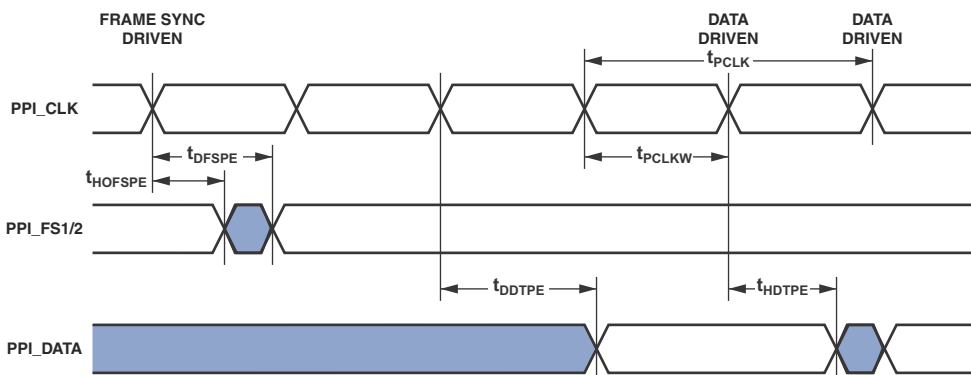 FRAME SYNC
DRIVEN
DATA
DRIVEN
DATA
DRIVEN
tPCLK
PPI_CLK
tDFSPE
tPCLKW
tHOFSPE
PPI_FS1/2
tDDTPE
tHDTPE
PPI_DATA